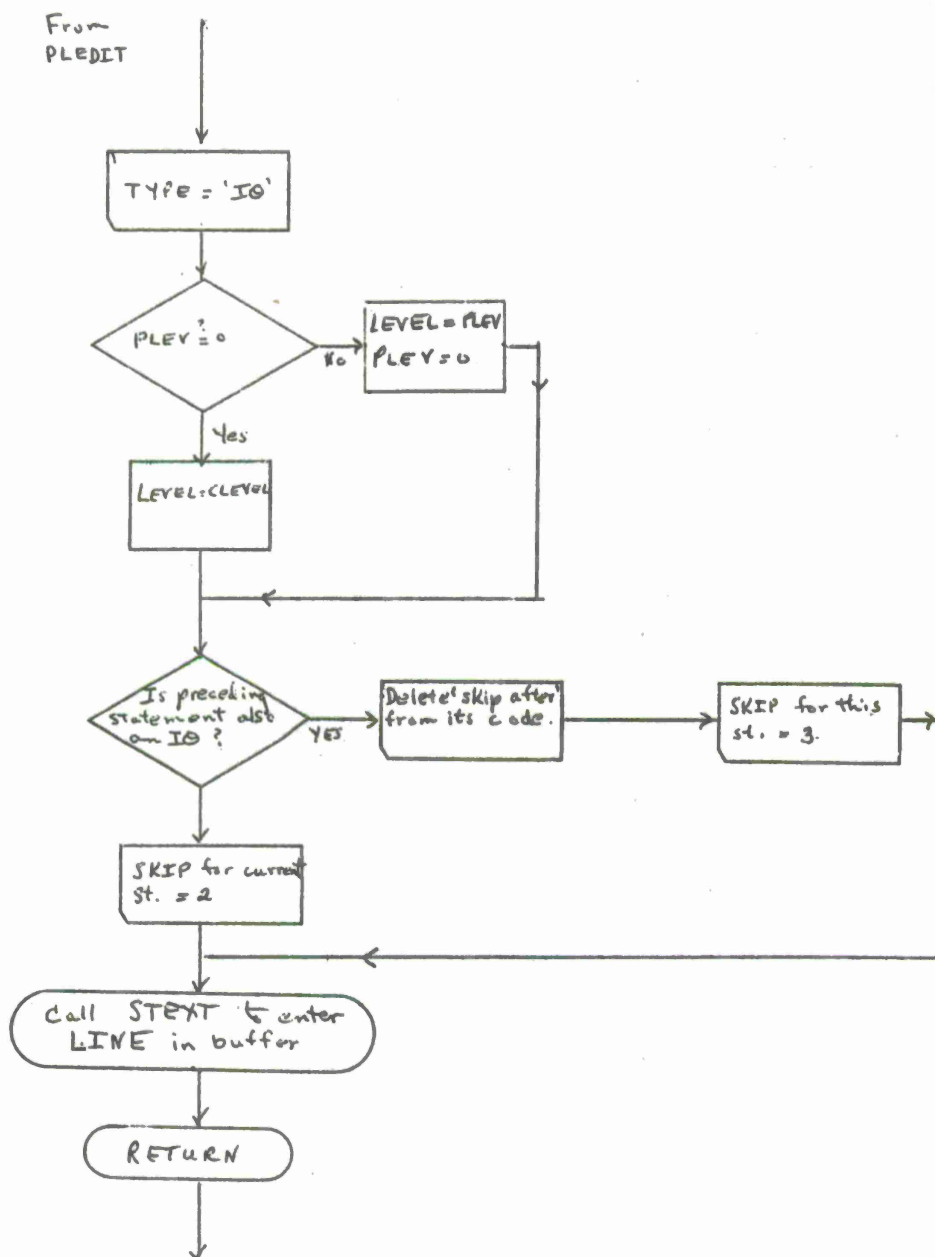 From
PLEDIT
TYPE = 'IO'
PLEV ?= 0
No
LEVEL = PLEV
PLEV = 0
Yes
LEVEL = CLEVEL
Is preceding
statement also
an IO ?
YES
Delete 'skip after'
from its code.
SKIP for this
st. = 3.
SKIP for current
St. = 2
Call STEXT to enter
LINE in buffer
RETURN